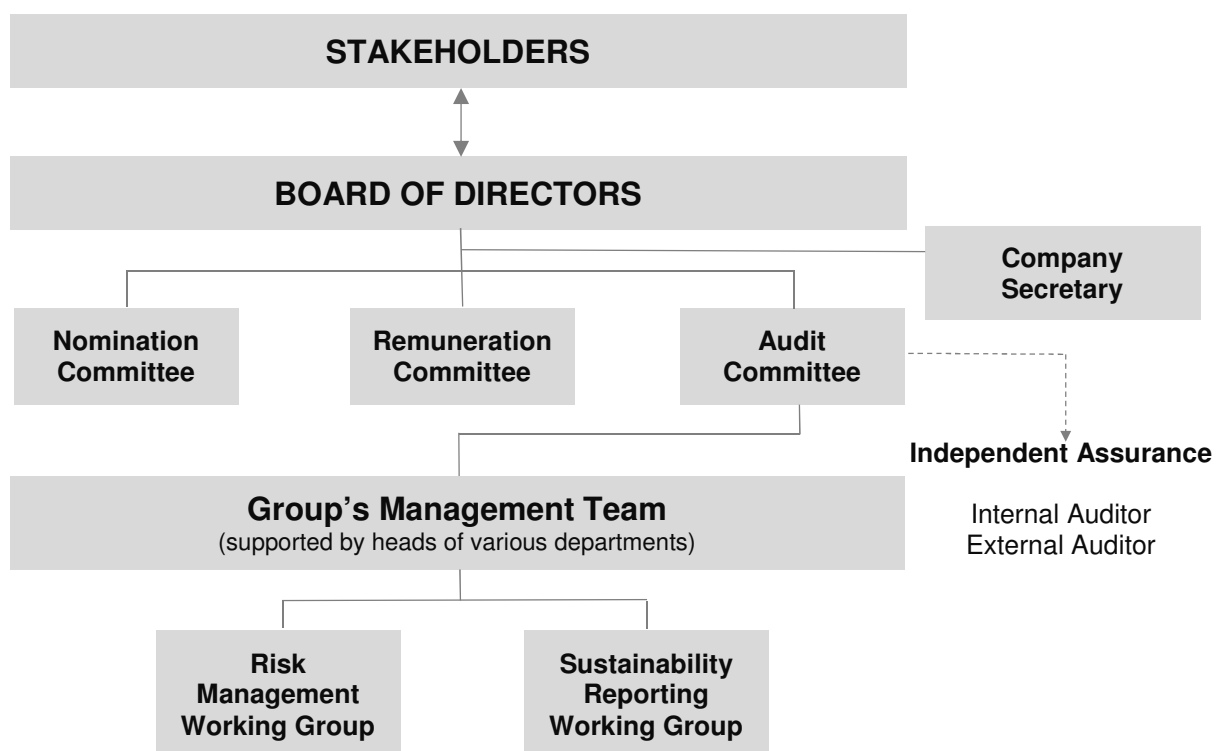 STAKEHOLDERS
BOARD OF DIRECTORS
Company
Secretary
Nomination
Committee
Remuneration
Committee
Audit
Committee
Independent Assurance
Internal Auditor
External Auditor
Group’s Management Team
(supported by heads of various departments)
Risk
Management
Working Group
Sustainability
Reporting
Working Group